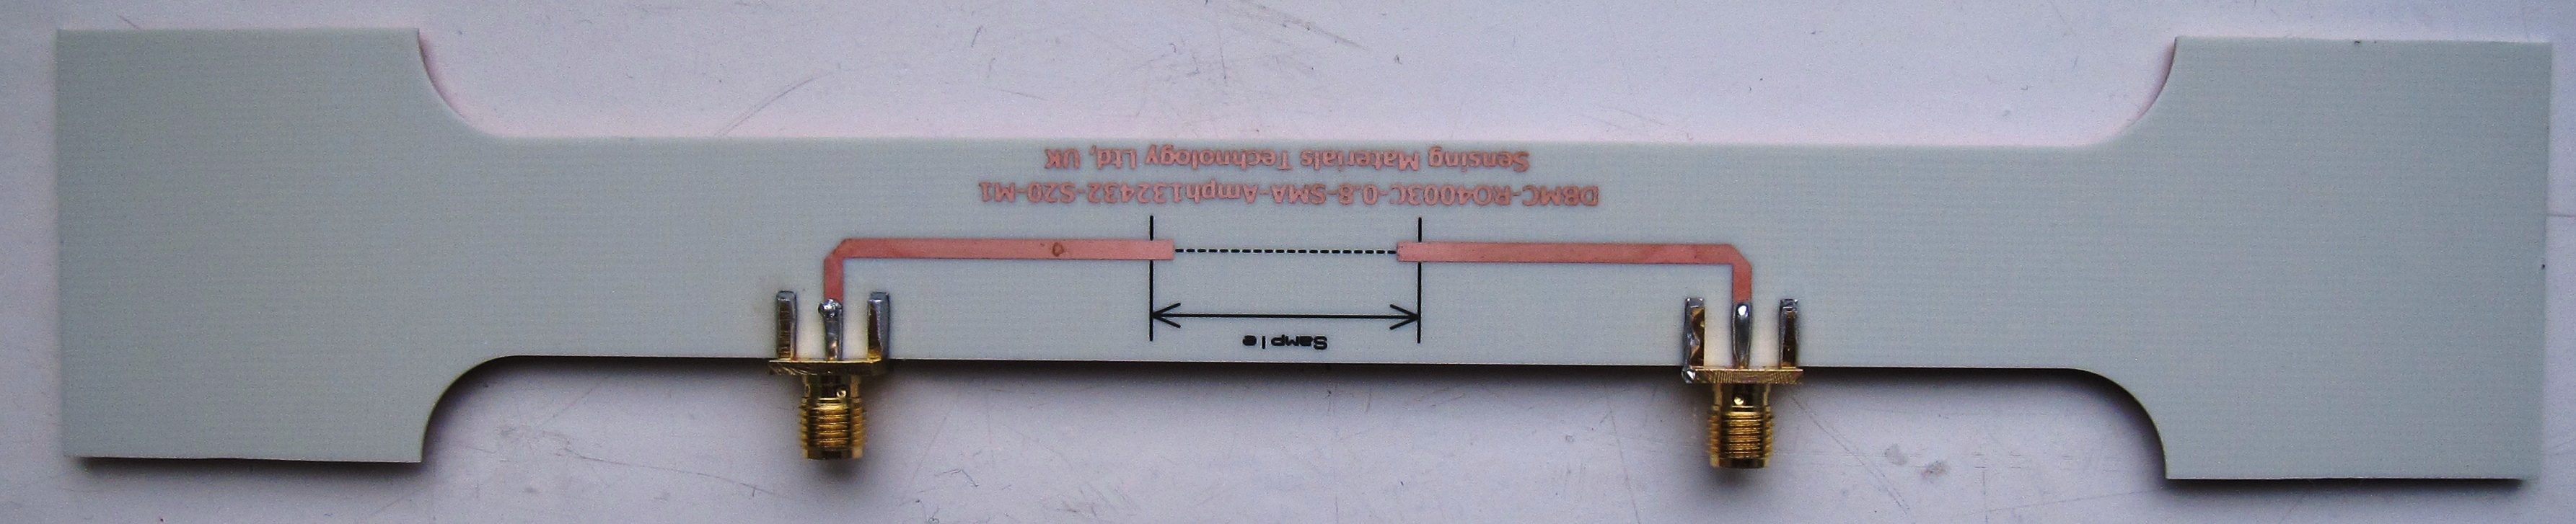 Sample
DBMC-RO4003C-0.8-SMA-Amph132432-S20-M1
Sensing Materials Technology Ltd, UK